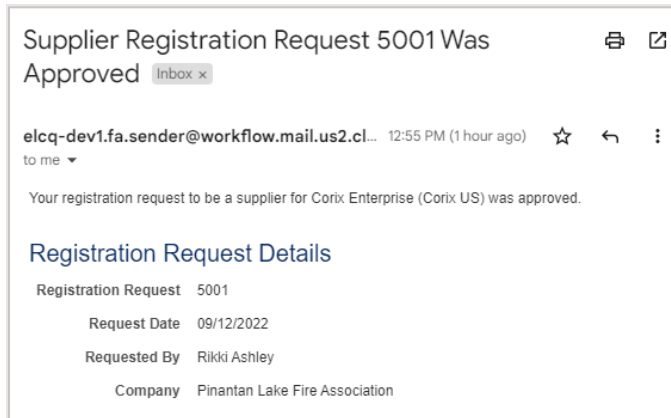 Supplier Registration Request 5001 Was
Approved Inbox x
elcq-dev1.fa.sender@workflow.mail.us2.cl... 12:55 PM (1 hour ago)
to me
Your registration request to be a supplier for Corix Enterprise (Corix US) was approved.
Registration Request Details
Registration Request 5001
Request Date 09/12/2022
Requested By Rikki Ashley
Company Pinantan Lake Fire Association